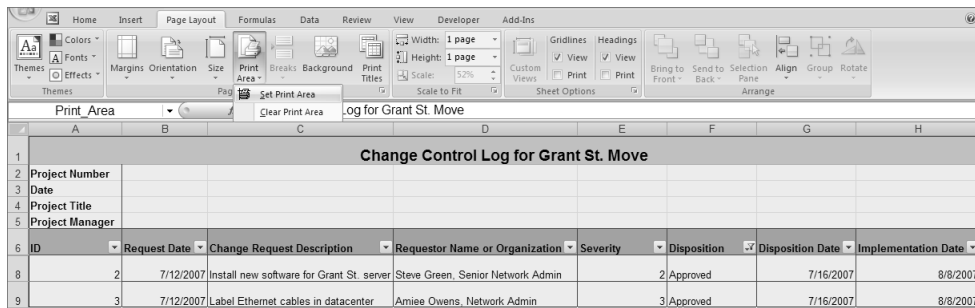 Home Insert Page Layout Formulas Data Review View Developer Add-Ins
Colors
Fonts
Effects
Themes
Margins Orientation Size Print Area Breaks Background Print Titles
Width: 1 page
Height: 1 page
Scale: 52%
Custom Views
Gridlines Headings
View View
Print Print
Bring to Front Send to Back Selection Pane Align Group Rotate
Themes Pag Scale to Fit Sheet Options Arrange
Set Print Area
Clear Print Area
Print_Area Log for Grant St. Move
A B C D E F G H
1 Change Control Log for Grant St. Move
2 Project Number
3 Date
4 Project Title
5 Project Manager
6 ID Request Date Change Request Description Requestor Name or Organization Severity Disposition Disposition Date Implementation Date
8 2 7/12/2007 Install new software for Grant St. server Steve Green, Senior Network Admin 2 Approved 7/16/2007 8/8/2007
9 3 7/12/2007 Label Ethernet cables in datacenter Amiee Owens, Network Admin 3 Approved 7/16/2007 8/8/2007